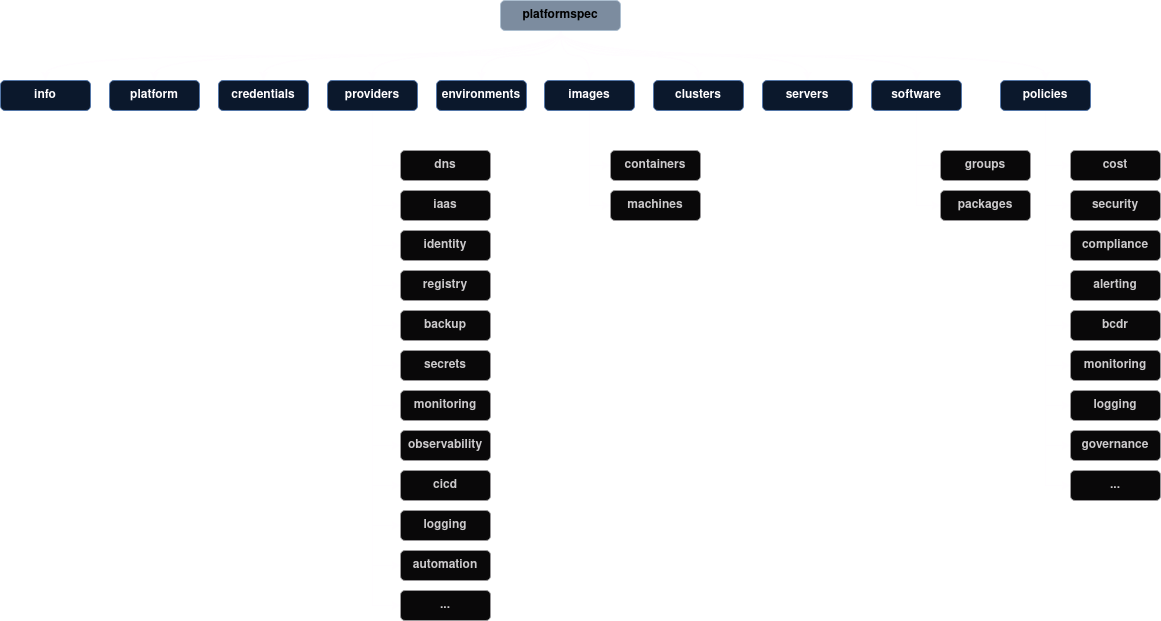 platformspec
info
platform
credentials
providers
environments
images
clusters
servers
software
policies
dns
iaas
identity
registry
backup
secrets
monitoring
observability
cicd
logging
automation
...
containers
machines
groups
packages
cost
security
compliance
alerting
bcdr
monitoring
logging
governance
...